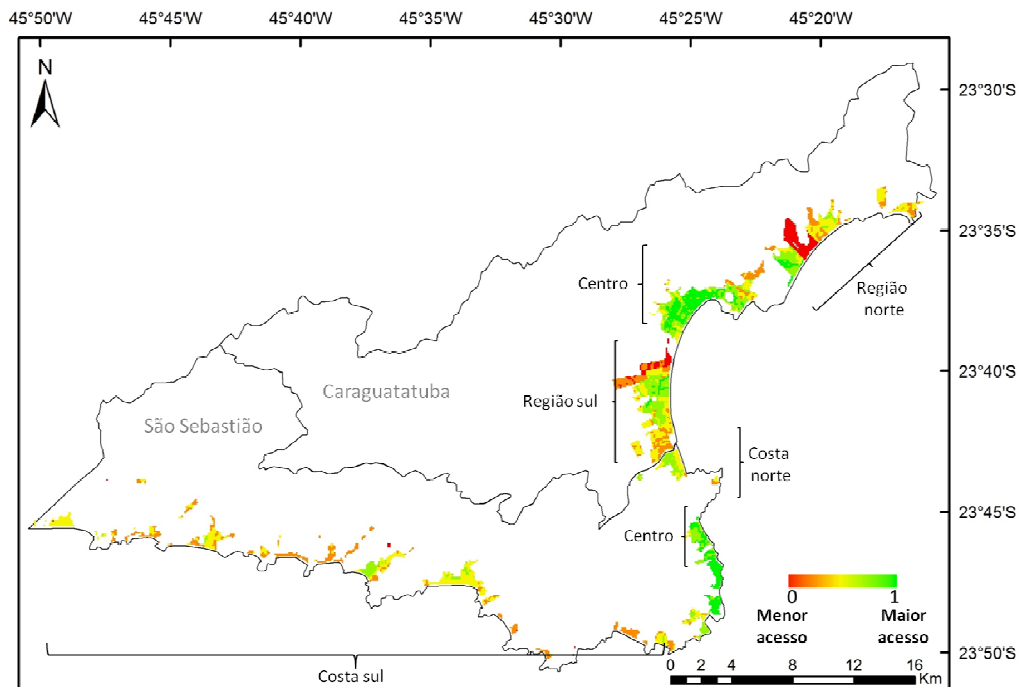 45°50'W 45°45'W 45°40'W 45°35'W 45°30'W 45°25'W 45°20'W
N
23°30'S
23°35'S
Centro
Região
norte
23°40'S
Caraguatatuba
Região sul
São Sebastião
Costa
norte
23°45'S
Centro
0 1
Menor
acesso
Maior
acesso
23°50'S
0 1 2 4 8 12 16
Km
Costa sul